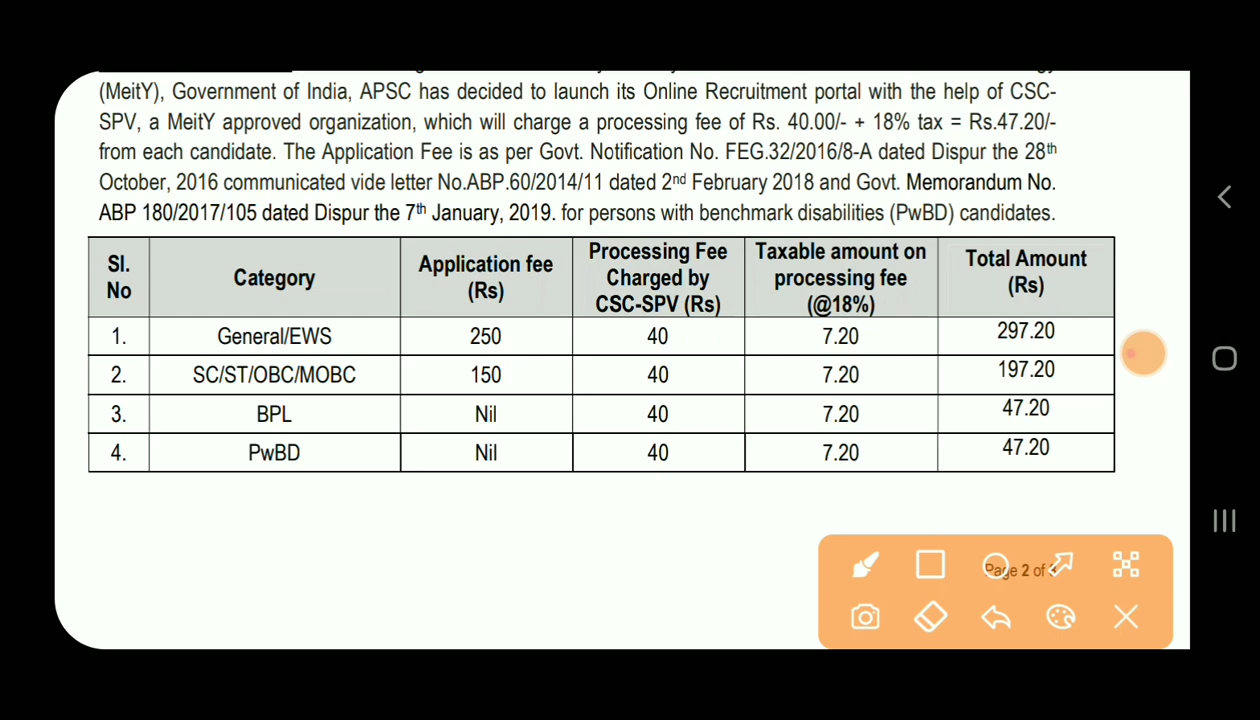 (MeitY), Government of India, APSC has decided to launch its Online Recruitment portal with the help of CSC-
SPV, a MeitY approved organization, which will charge a processing fee of Rs. 40.00/- + 18% tax = Rs.47.20/-
from each candidate. The Application Fee is as per Govt. Notification No. FEG.32/2016/8-A dated Dispur the 28th
October, 2016 communicated vide letter No.ABP.60/2014/11 dated 2nd February 2018 and Govt. Memorandum No.
ABP 180/2017/105 dated Dispur the 7th January, 2019. for persons with benchmark disabilities (PwBD) candidates.
Sl. No Category Application fee (Rs) Processing Fee Charged by CSC-SPV (Rs) Taxable amount on processing fee (@18%) Total Amount (Rs)
1. General/EWS 250 40 7.20 297.20
2. SC/ST/OBC/MOBC 150 40 7.20 197.20
3. BPL Nil 40 7.20 47.20
4. PwBD Nil 40 7.20 47.20
Page 2 of